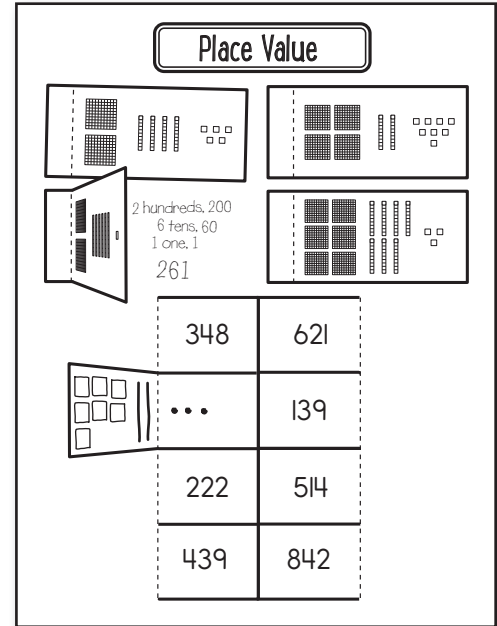 Place Value
2 hundreds, 200
6 tens, 60
1 one, 1
261
348 621
139
222 514
439 842